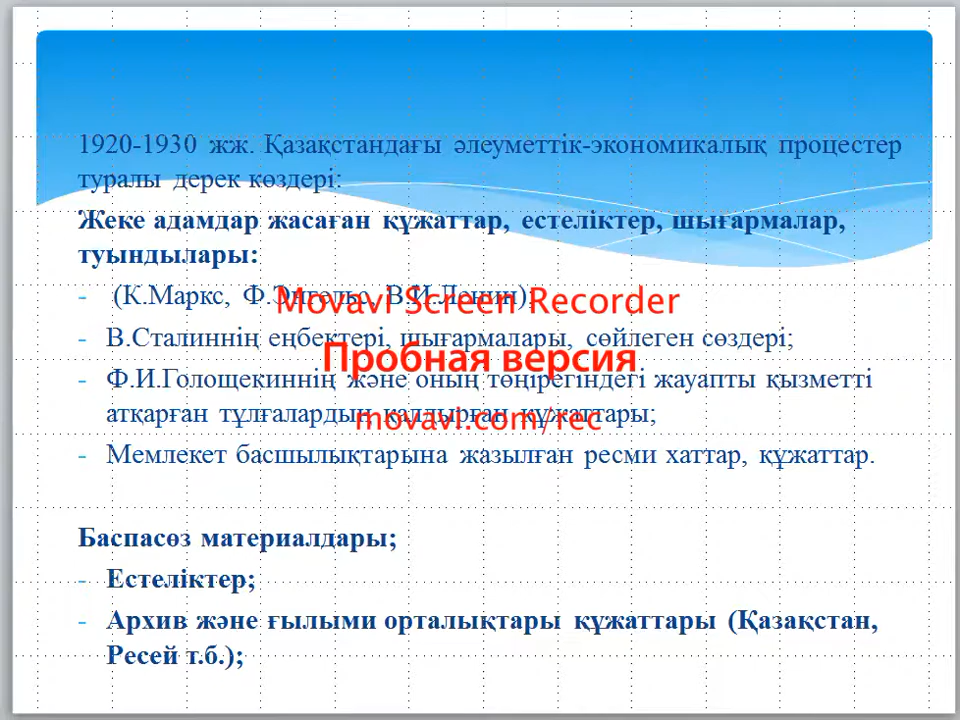 1920-1930 жж. Қазақстандағы әлеуметтік-экономикалық процестер
туралы дерек көздері:
Жеке адамдар жасаған құжаттар, естеліктер, шығармалар,
туындылары:
- (К.Маркс, Ф.Энгельс, В.И.Ленин);
Movavi Screen Recorder
- В.Сталиннің еңбектері, шығармалары, сөйлеген сөздері;
Пробная версия
- Ф.И.Голощекиннің және оның төңірегіндегі жауапты қызметті
атқарған тұлғалардың қалдырған құжаттары;
movavi.com/rec
- Мемлекет басшылықтарына жазылған ресми хаттар, құжаттар.
Баспасөз материалдары;
- Естеліктер;
- Архив және ғылыми орталықтары құжаттары (Қазақстан,
Ресей т.б.);